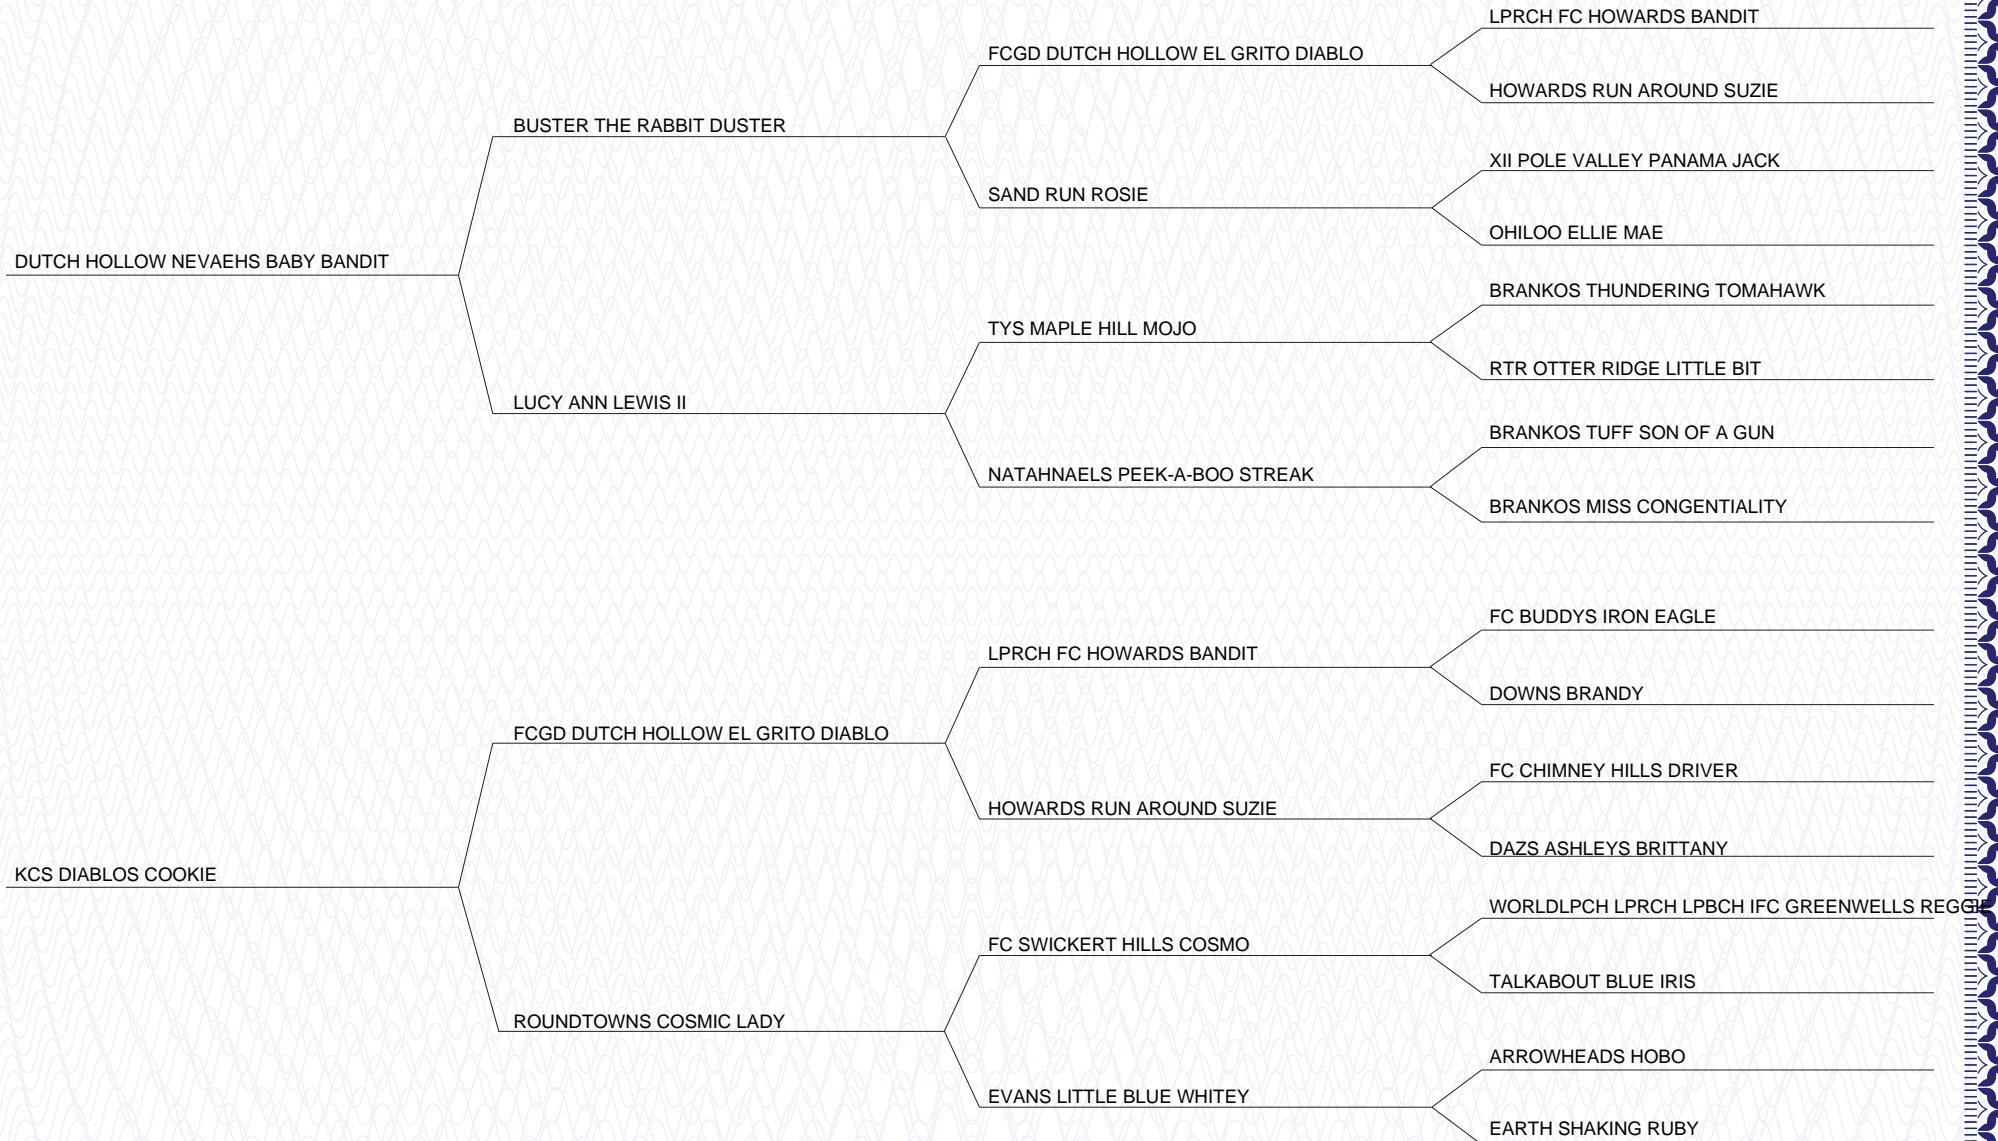 LPRCH FC HOWARDS BANDIT
FCGD DUTCH HOLLOW EL GRITO DIABLO
HOWARDS RUN AROUND SUZIE
BUSTER THE RABBIT DUSTER
XII POLE VALLEY PANAMA JACK
SAND RUN ROSIE
OHILOO ELLIE MAE
DUTCH HOLLOW NEVAEHS BABY BANDIT
BRANKOS THUNDERING TOMAHAWK
TYS MAPLE HILL MOJO
RTR OTTER RIDGE LITTLE BIT
LUCY ANN LEWIS II
BRANKOS TUFF SON OF A GUN
NATAHNAELS PEEK-A-BOO STREAK
BRANKOS MISS CONGENTIALITY
FC BUDDYS IRON EAGLE
LPRCH FC HOWARDS BANDIT
DOWNS BRANDY
FCGD DUTCH HOLLOW EL GRITO DIABLO
FC CHIMNEY HILLS DRIVER
HOWARDS RUN AROUND SUZIE
DAZS ASHLEYS BRITTANY
KCS DIABLOS COOKIE
WORLDLPCH LPRCH LPBCH IFC GREENWELLS REGGIE
FC SWICKERT HILLS COSMO
TALKABOUT BLUE IRIS
ROUNDTOWNS COSMIC LADY
ARROWHEADS HOBO
EVANS LITTLE BLUE WHITEY
EARTH SHAKING RUBY